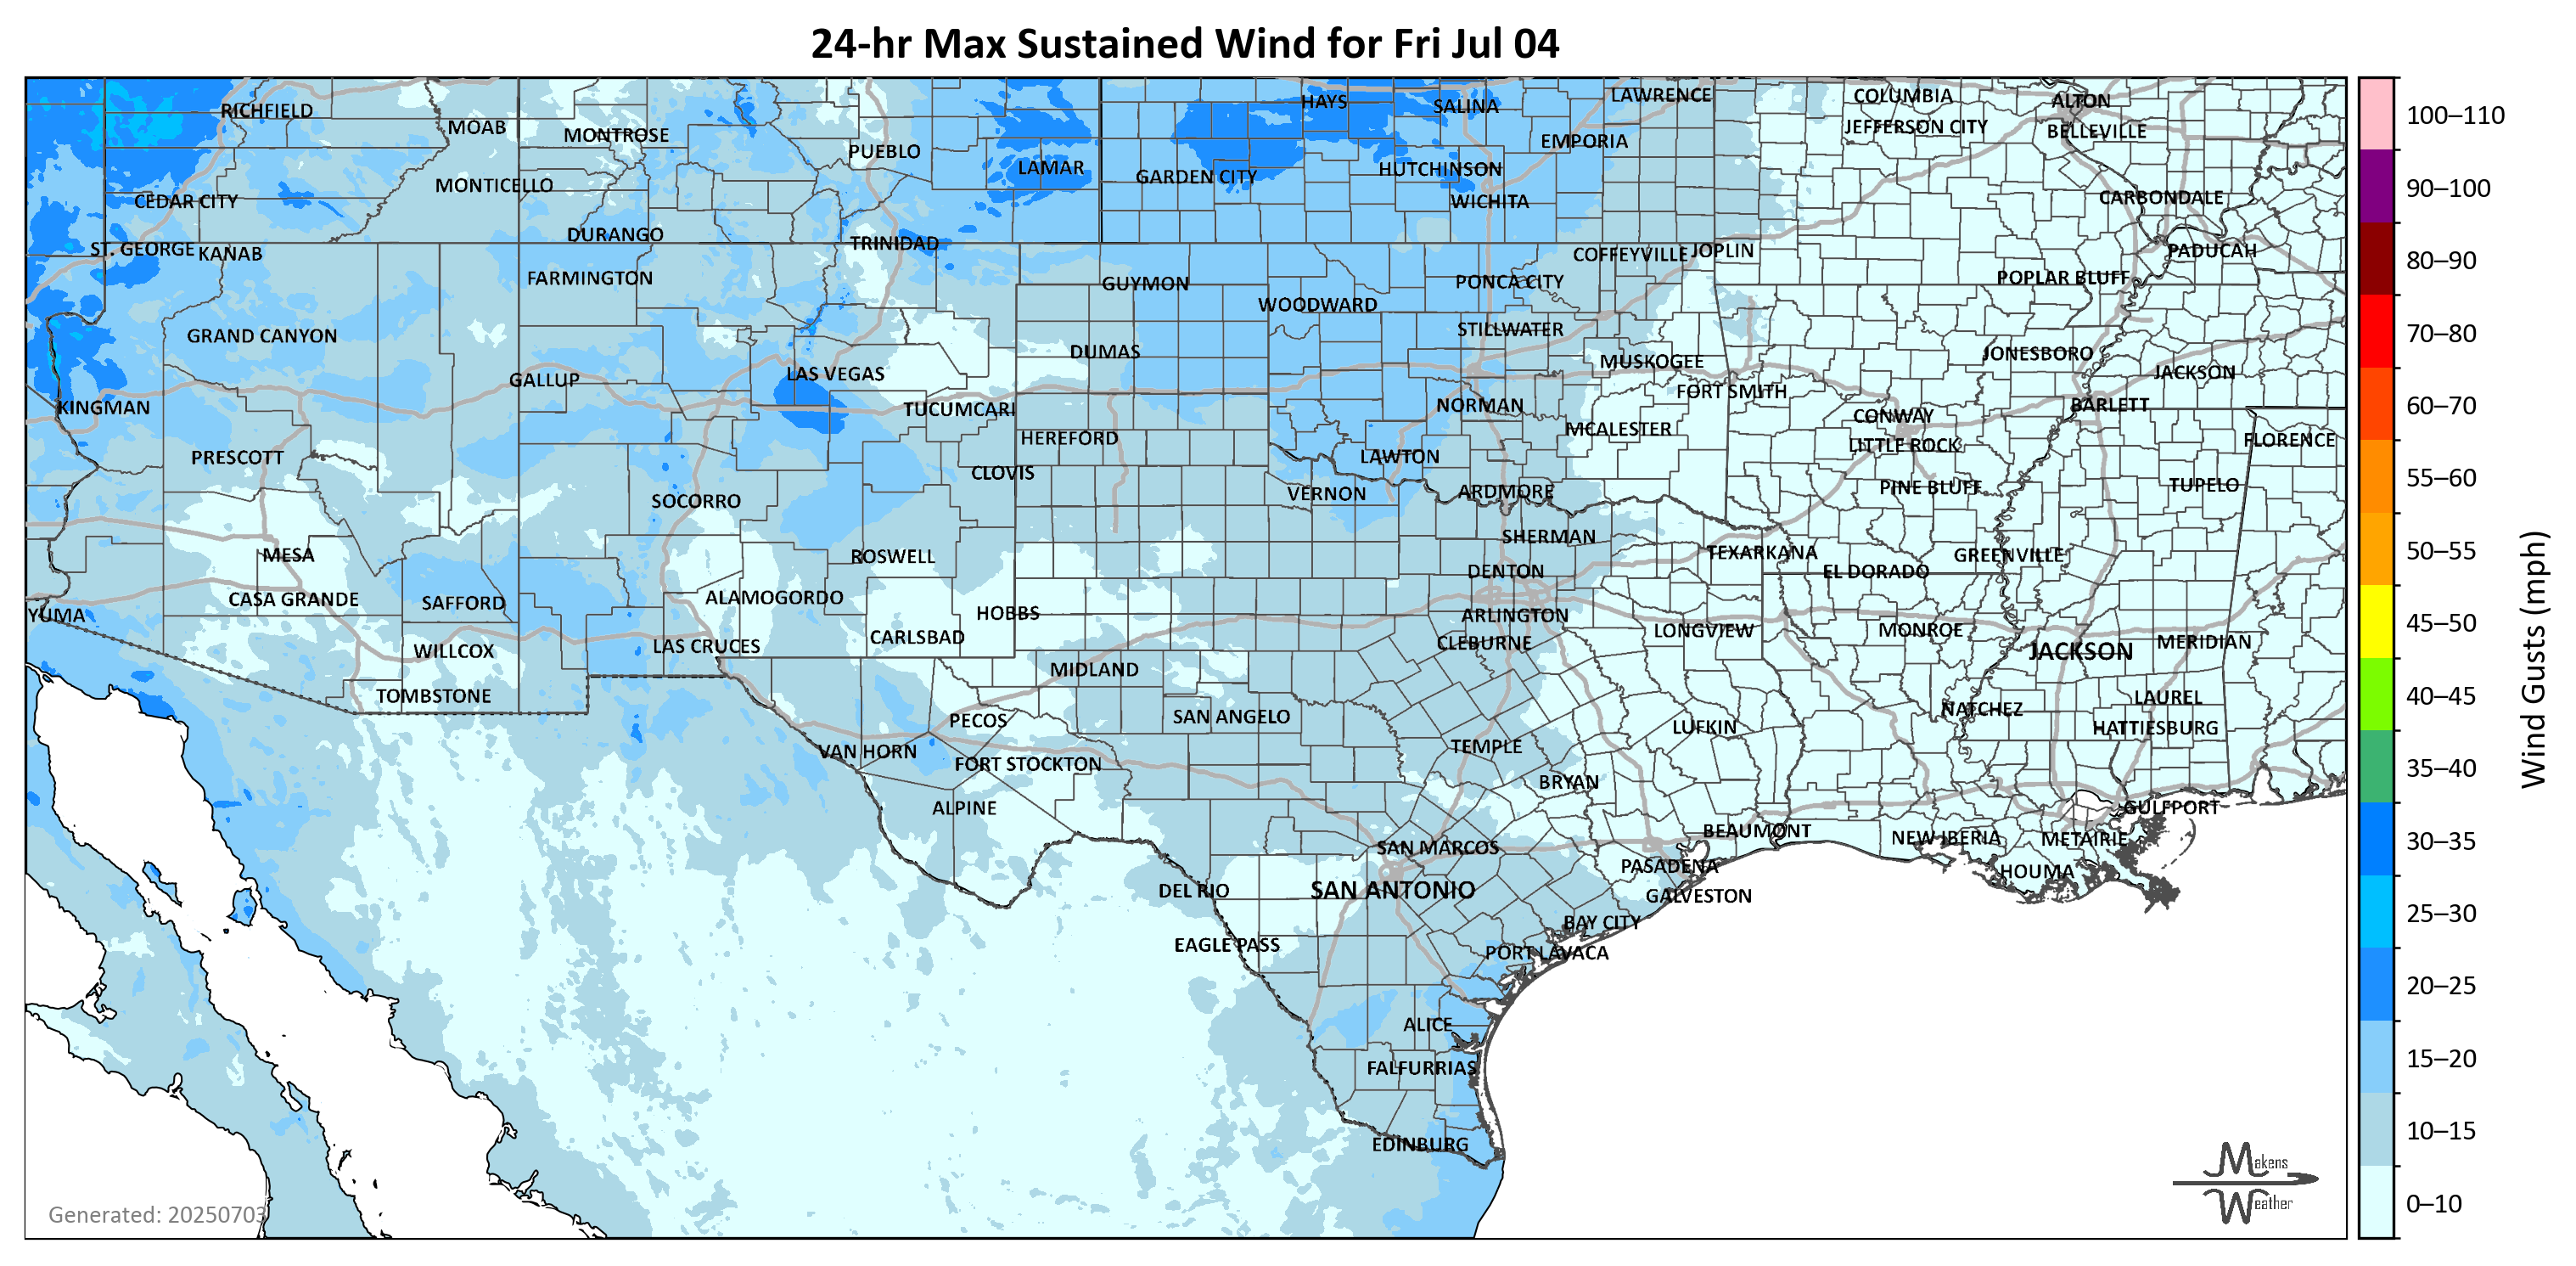 24-hr Max Sustained Wind for Fri Jul 04
RICHFIELD
MOAB
MONTROSE
PUEBLO
LAMAR
HAYS
SALINA
LAWRENCE
COLUMBIA
ALTON
JEFFERSON CITY
BELLEVILLE
EMPORIA
GARDEN CITY
HUTCHINSON
WICHITA
MONTICELLO
CEDAR CITY
CARBONDALE
DURANGO
TRINIDAD
ST. GEORGE
KANAB
COFFEYVILLE
JOPLIN
PADUCAH
FARMINGTON
GUYMON
PONCA CITY
POPLAR BLUFF
WOODWARD
GRAND CANYON
STILLWATER
DUMAS
MUSKOGEE
JONESBORO
JACKSON
GALLUP
LAS VEGAS
FORT SMITH
KINGMAN
TUCUMCARI
NORMAN
CONWAY
BARLETT
MCALESTER
HEREFORD
LITTLE ROCK
FLORENCE
PRESCOTT
LAWTON
CLOVIS
SOCORRO
VERNON
ARDMORE
PINE BLUFF
TUPELO
SHERMAN
MESA
ROSWELL
TEXARKANA
GREENVILLE
DENTON
EL DORADO
CASA GRANDE
SAFFORD
ALAMOGORDO
YUMA
HOBBS
ARLINGTON
LAS CRUCES
CARLSBAD
CLEBURNE
LONGVIEW
MONROE
JACKSON
MERIDIAN
WILLCOX
MIDLAND
TOMBSTONE
LAUREL
PECOS
SAN ANGELO
NATCHEZ
HATTIESBURG
LUFKIN
VAN HORN
TEMPLE
FORT STOCKTON
BRYAN
ALPINE
GULFPORT
BEAUMONT
NEW IBERIA
METAIRIE
SAN MARCOS
PASADENA
HOUMA
DEL RIO
SAN ANTONIO
GALVESTON
BAY CITY
EAGLE PASS
PORT LAVACA
ALICE
FALFURRIAS
EDINBURG
Generated: 20250703
Makens
Weather
100–110
90–100
80–90
70–80
60–70
55–60
50–55
45–50
40–45
35–40
30–35
25–30
20–25
15–20
10–15
0–10
Wind Gusts (mph)